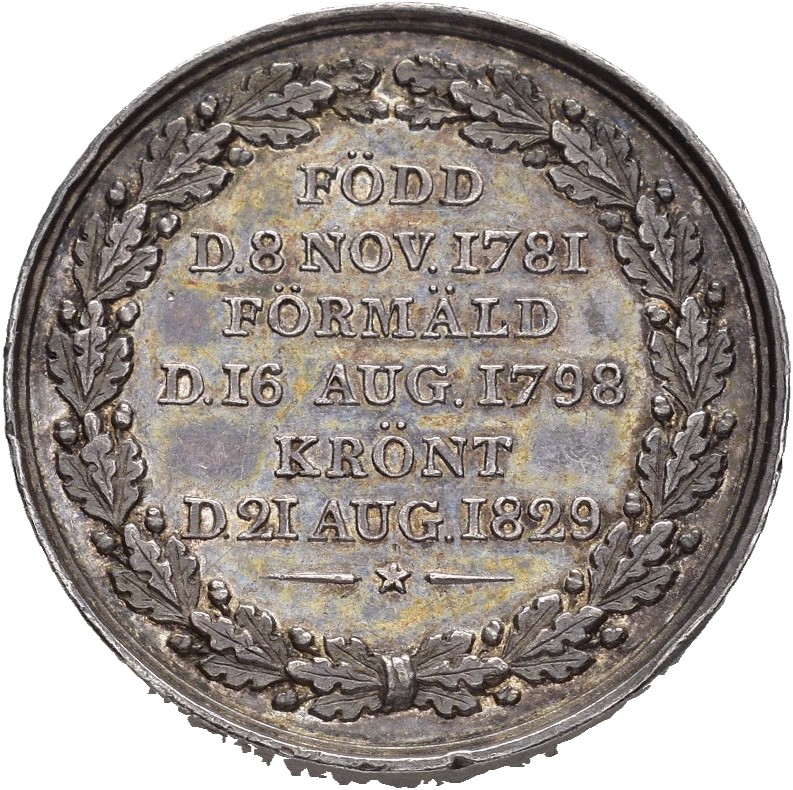 FÖDD
D.8 NOV. 1781
FÖRMÄLD
D.16 AUG. 1798
KRÖNT
D.21 AUG. 1829